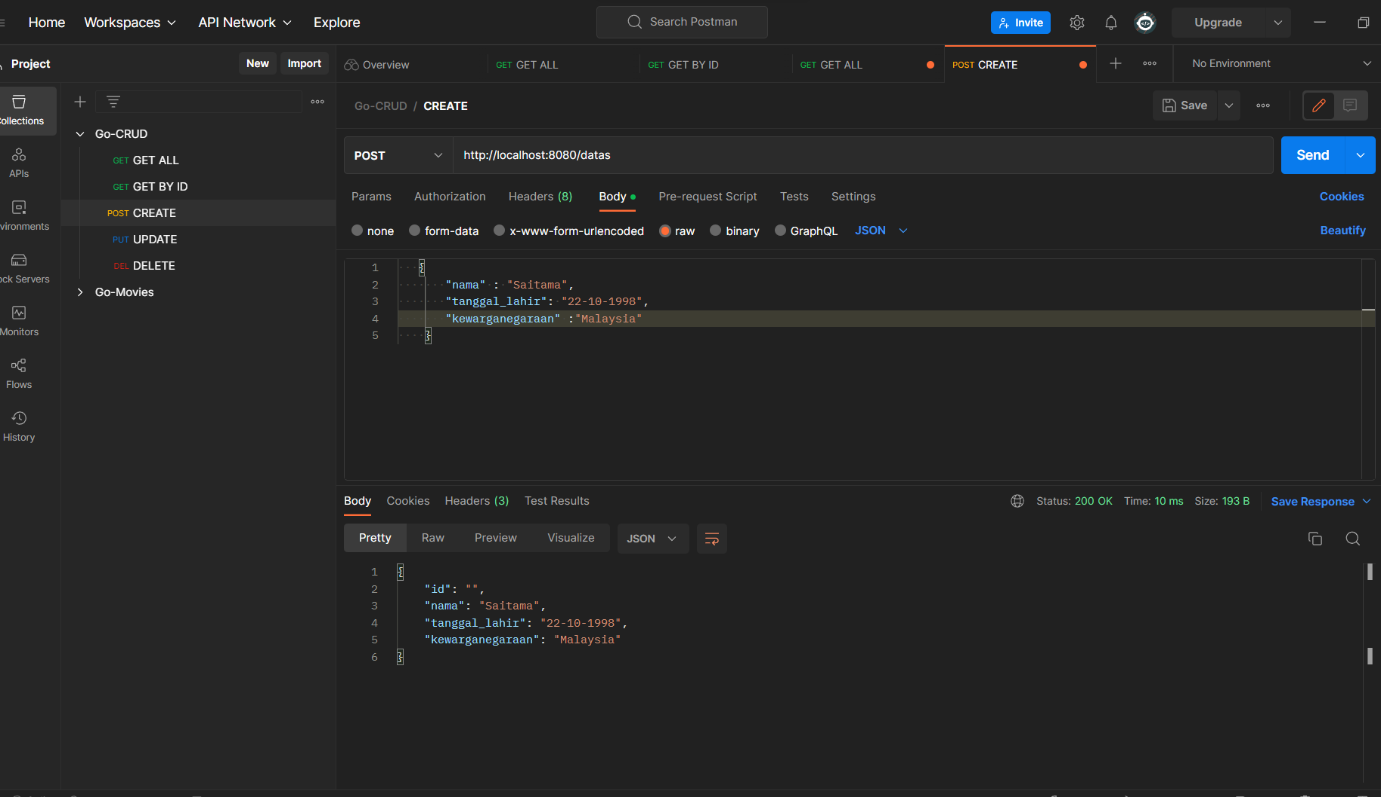 Home Workspaces API Network Explore Search Postman Invite Upgrade
Project New Import Overview GET GET ALL GET GET BY ID GET GET ALL POST CREATE No Environment
Go-CRUD / CREATE Save
Collections
APIs
Mock Servers
Monitors
Flows
History
Go-CRUD
GET GET ALL
GET GET BY ID
POST CREATE
PUT UPDATE
DEL DELETE
Go-Movies
POST http://localhost:8080/datas Send
Params Authorization Headers (8) Body Pre-request Script Tests Settings Cookies
none form-data x-www-form-urlencoded raw binary GraphQL JSON Beautify
1 {
2 "nama" : "Saitama",
3 "tanggal_lahir": "22-10-1998",
4 "kewarganegaraan" :"Malaysia"
5 }
Body Cookies Headers (3) Test Results Status: 200 OK Time: 10 ms Size: 193 B Save Response
Pretty Raw Preview Visualize JSON
1 {
2 "id": "",
3 "nama": "Saitama",
4 "tanggal_lahir": "22-10-1998",
5 "kewarganegaraan": "Malaysia"
6 }